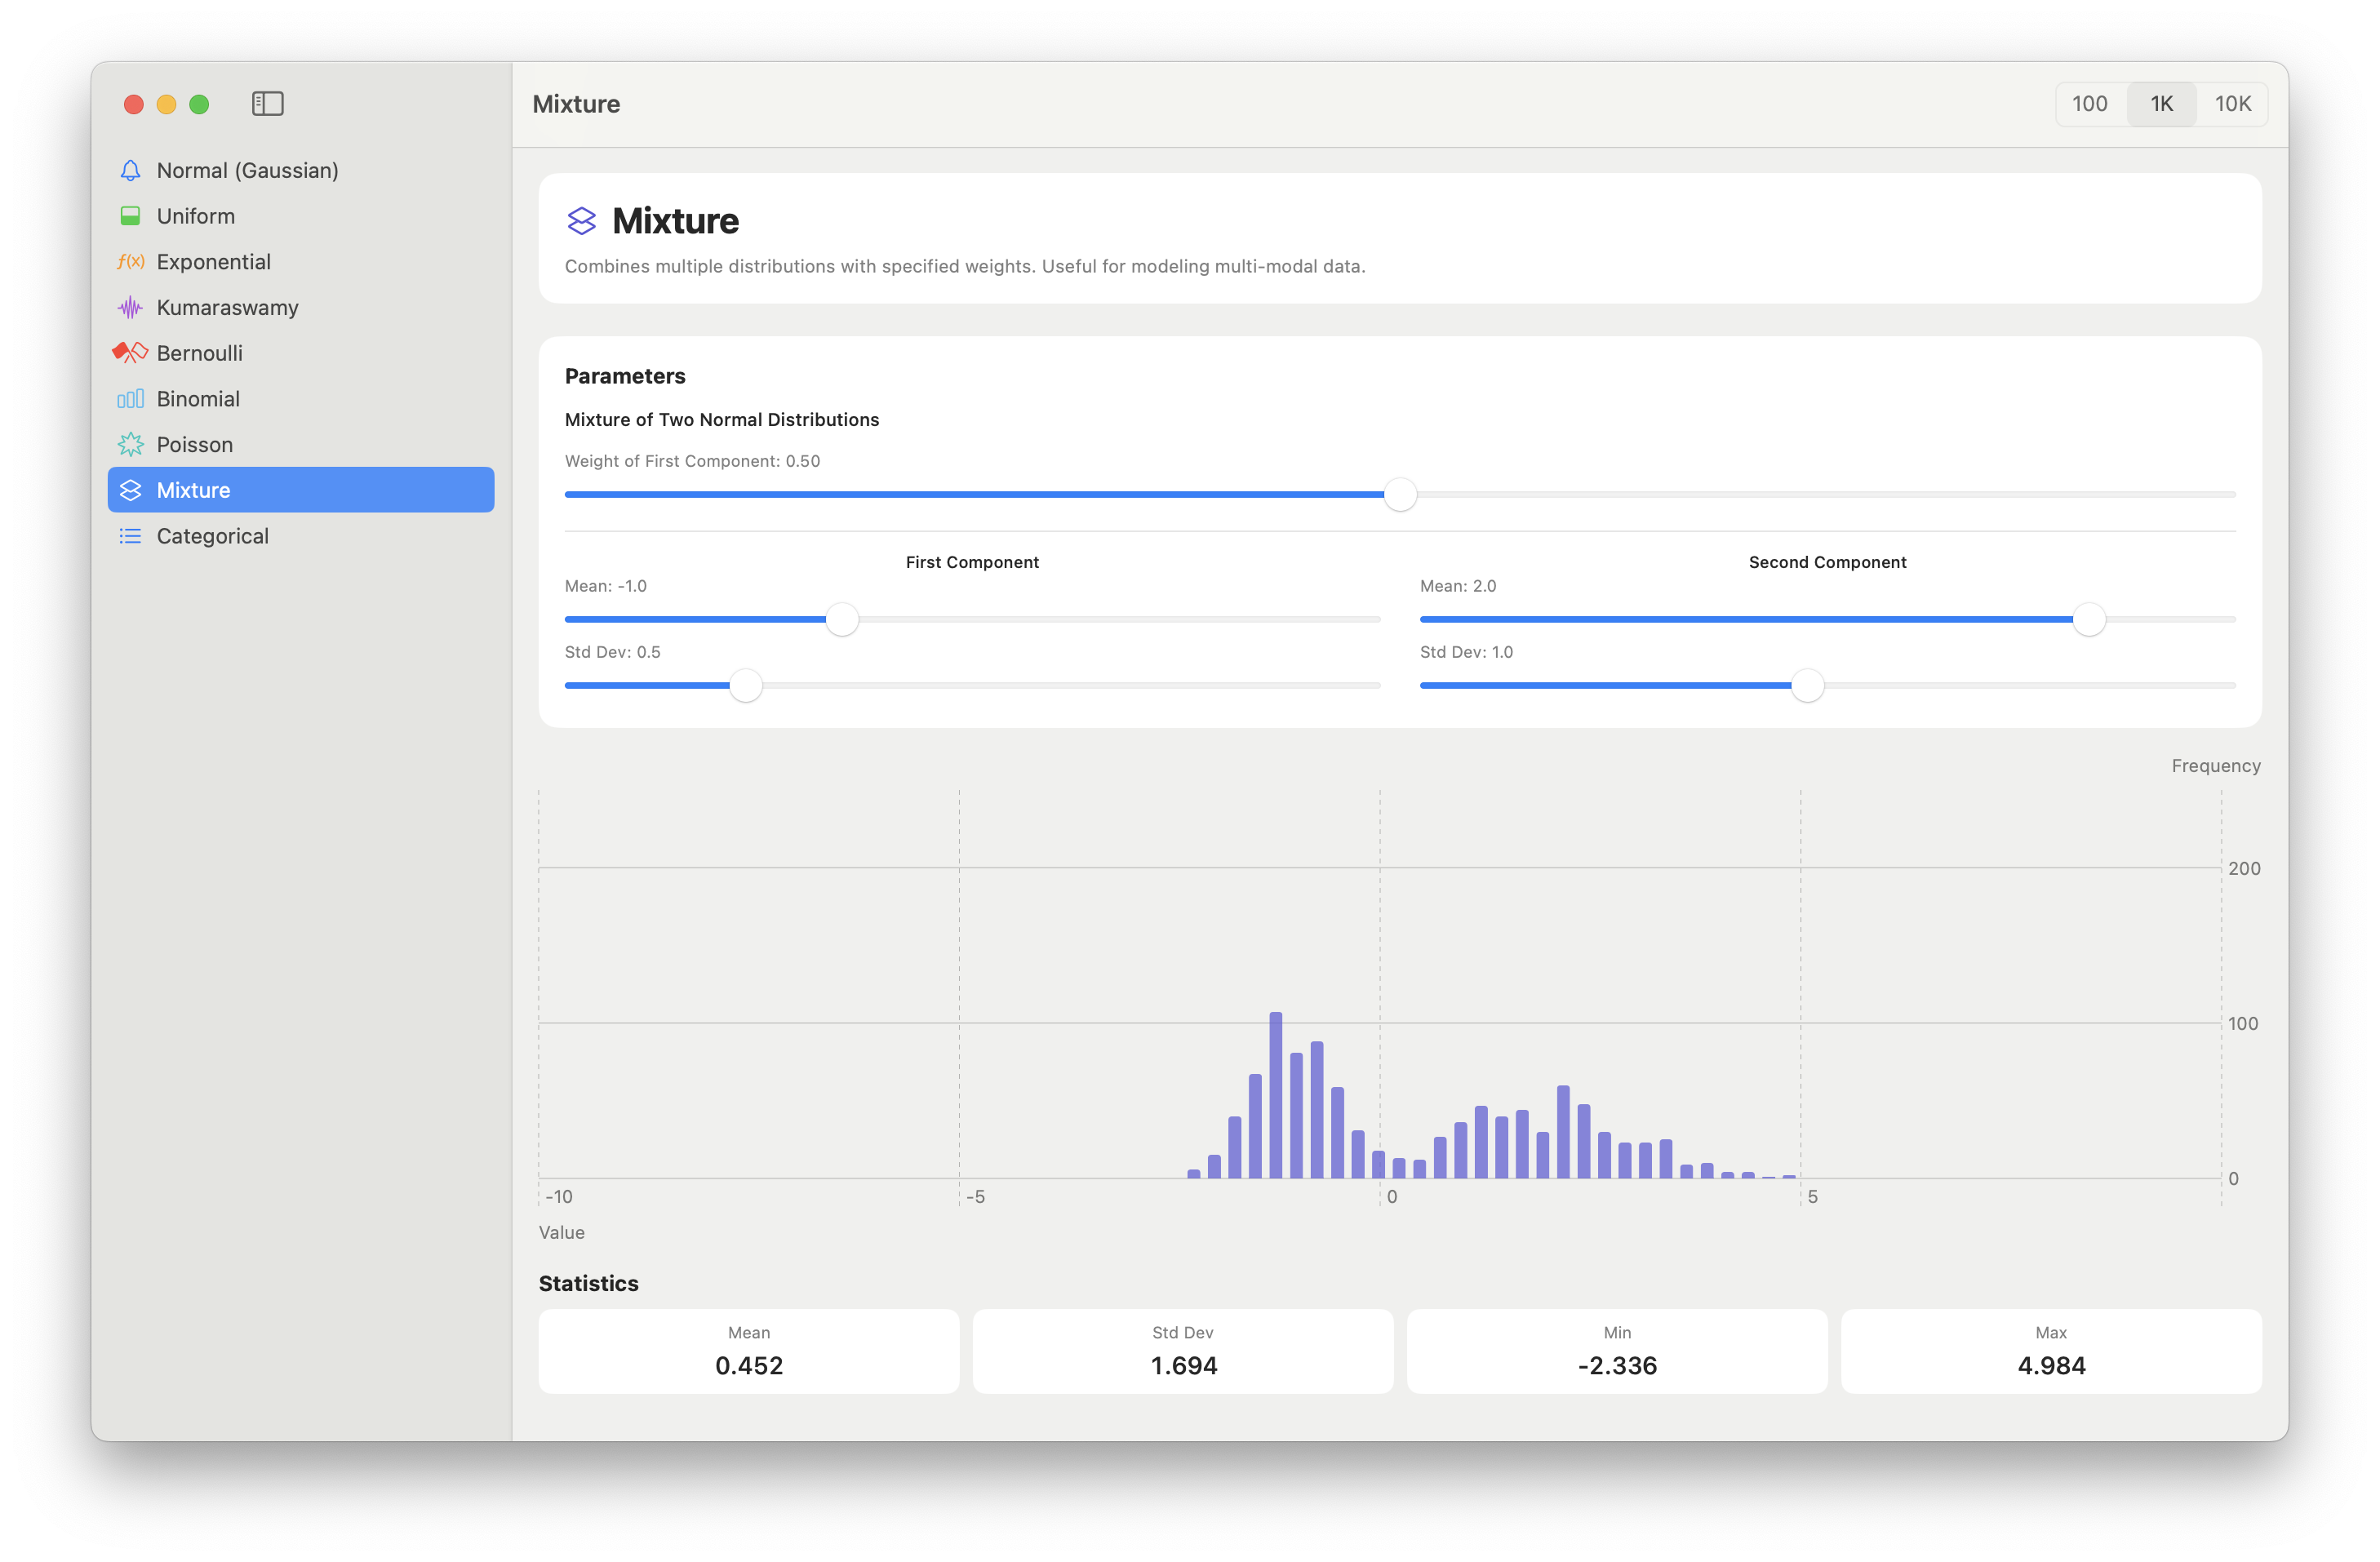 Mixture
100 1K 10K
Normal (Gaussian)
Uniform
f(x) Exponential
Kumaraswamy
Bernoulli
Binomial
Poisson
Mixture
Categorical
Mixture
Combines multiple distributions with specified weights. Useful for modeling multi-modal data.
Parameters
Mixture of Two Normal Distributions
Weight of First Component: 0.50
First Component
Mean: -1.0
Std Dev: 0.5
Second Component
Mean: 2.0
Std Dev: 1.0
Frequency
200
100
0
-10 -5 0 5
Value
Statistics
Mean
0.452
Std Dev
1.694
Min
-2.336
Max
4.984